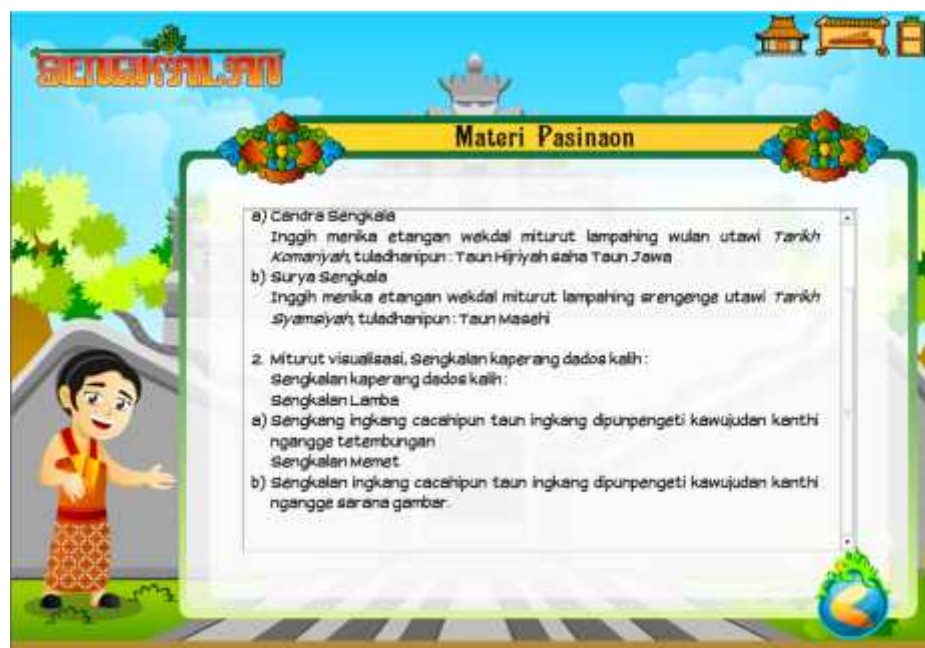 SENGKALAN
Materi Pasinaon
a) Candra Sengkala
Inggih menika etangan wekdal miturut lampahing wulan utawi Tarikh
Komariyah, tuladhanipun : Taun Hijriyah saha Taun Jawa
b) Surya Sengkala
Inggih menika etangan wekdal miturut lampahing srengenge utawi Tarikh
Syamsiyah, tuladhanipun : Taun Masehi
2. Miturut visualisasi, Sengkalan kaperang dados kalih :
Sengkalan kaperang dados kalih :
Sengkalan Lamba
a) Sengkang ingkang cacahipun taun ingkang dipunpengeti kawujudan kanthi
ngangge tetembungan
Sengkalan Memet
b) Sengkalan ingkang cacahipun taun ingkang dipunpengeti kawujudan kanthi
ngangge sarana gambar.